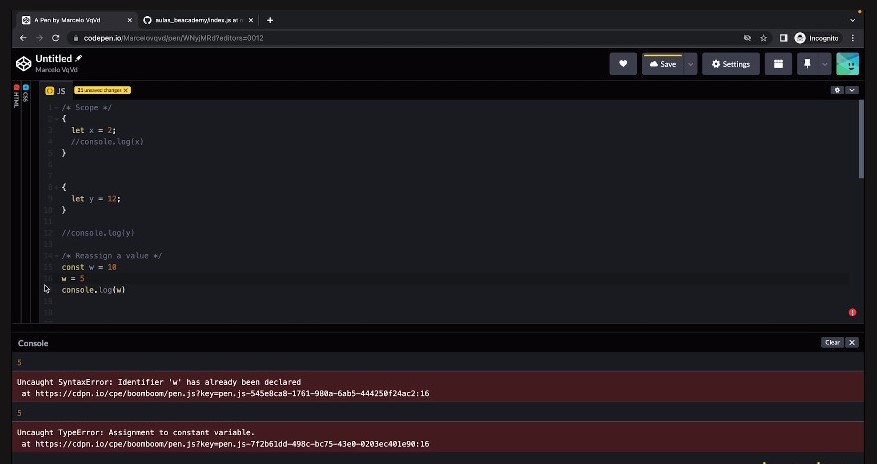 A Pen by Marcelo VqVd
aulas_beacademy/index.js at
codepen.io/Marcelovqvd/pen/WNyjMRd?editors=0012
Incognito
Untitled
Marcelo VqVd
Save
Settings
HTML
CSS
JS
21 unsaved changes X
1 /* Scope */
2 {
3 let x = 2;
4 //console.log(x)
5 }
6
7
8 {
9 let y = 12;
10 }
11
12 //console.log(y)
13
14 /* Reassign a value */
15 const w = 10
16 w = 5
console.log(w)
18
19
Console
Clear
5
Uncaught SyntaxError: Identifier 'w' has already been declared
at https://cdpn.io/cpe/boomboom/pen.js?key=pen.js-545e8ca8-1761-980a-6ab5-444250f24ac2:16
5
Uncaught TypeError: Assignment to constant variable.
at https://cdpn.io/cpe/boomboom/pen.js?key=pen.js-7f2b61dd-498c-bc75-43e0-0203ec401e90:16